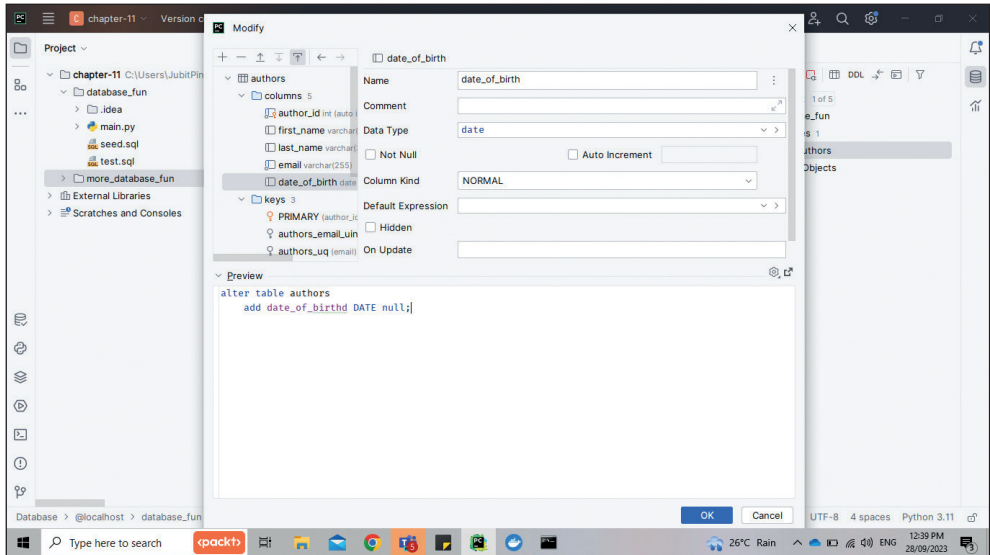 PC
C chapter-11
Version c
Project
chapter-11 C:\Users\JubitPin
database_fun
.idea
main.py
seed.sql
test.sql
more_database_fun
External Libraries
Scratches and Consoles
PC Modify
authors
columns 5
author_id int (auto i
first_name varchar(
last_name varchar(
email varchar(255)
date_of_birth date
keys 3
PRIMARY (author_id
authors_email_uin
authors_uq (email)
date_of_birth
Name date_of_birth
Comment
Data Type date
Not Null Auto Increment
Column Kind NORMAL
Default Expression
Hidden
On Update
Preview
alter table authors
add date_of_birthd DATE null;
OK Cancel
DDL
1 of 5
e_fun
es 1
uthors
Objects
Database > @localhost > database_fun
UTF-8 4 spaces Python 3.11
Type here to search
<packt>
26°C Rain
ENG
12:39 PM
28/09/2023